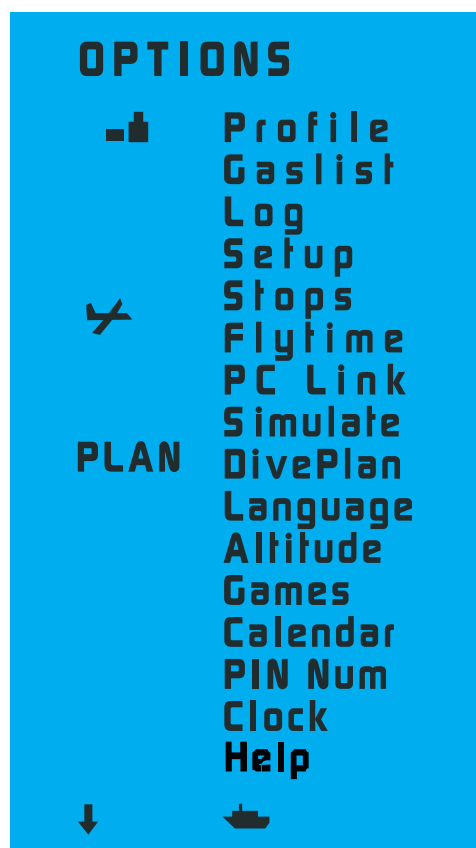 OPTIONS
Profile
Gaslist
Log
Setup
Stops
Flytime
PC Link
Simulate
PLAN DivePlan
Language
Altitude
Games
Calendar
PIN Num
Clock
Help